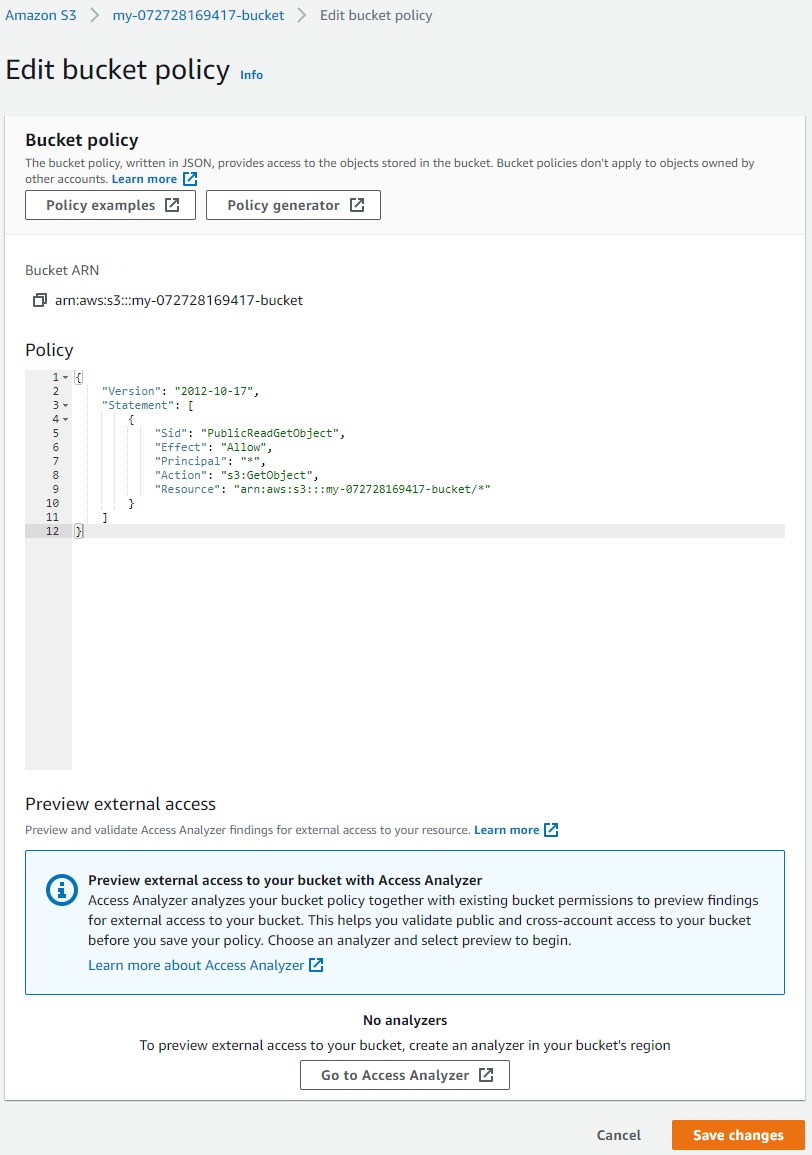 Amazon S3 > my-072728169417-bucket > Edit bucket policy
Edit bucket policy Info
Bucket policy
The bucket policy, written in JSON, provides access to the objects stored in the bucket. Bucket policies don't apply to objects owned by
other accounts. Learn more
Policy examples Policy generator
Bucket ARN
arn:aws:s3:::my-072728169417-bucket
Policy
1 {
2 "Version": "2012-10-17",
3 "Statement": [
4 {
5 "Sid": "PublicReadGetObject",
6 "Effect": "Allow",
7 "Principal": "*",
8 "Action": "s3:GetObject",
9 "Resource": "arn:aws:s3:::my-072728169417-bucket/*"
10 }
11 ]
12 }
Preview external access
Preview and validate Access Analyzer findings for external access to your resource. Learn more
Preview external access to your bucket with Access Analyzer
Access Analyzer analyzes your bucket policy together with existing bucket permissions to preview findings
for external access to your bucket. This helps you validate public and cross-account access to your bucket
before you save your policy. Choose an analyzer and select preview to begin.
Learn more about Access Analyzer
No analyzers
To preview external access to your bucket, create an analyzer in your bucket's region
Go to Access Analyzer
Cancel Save changes